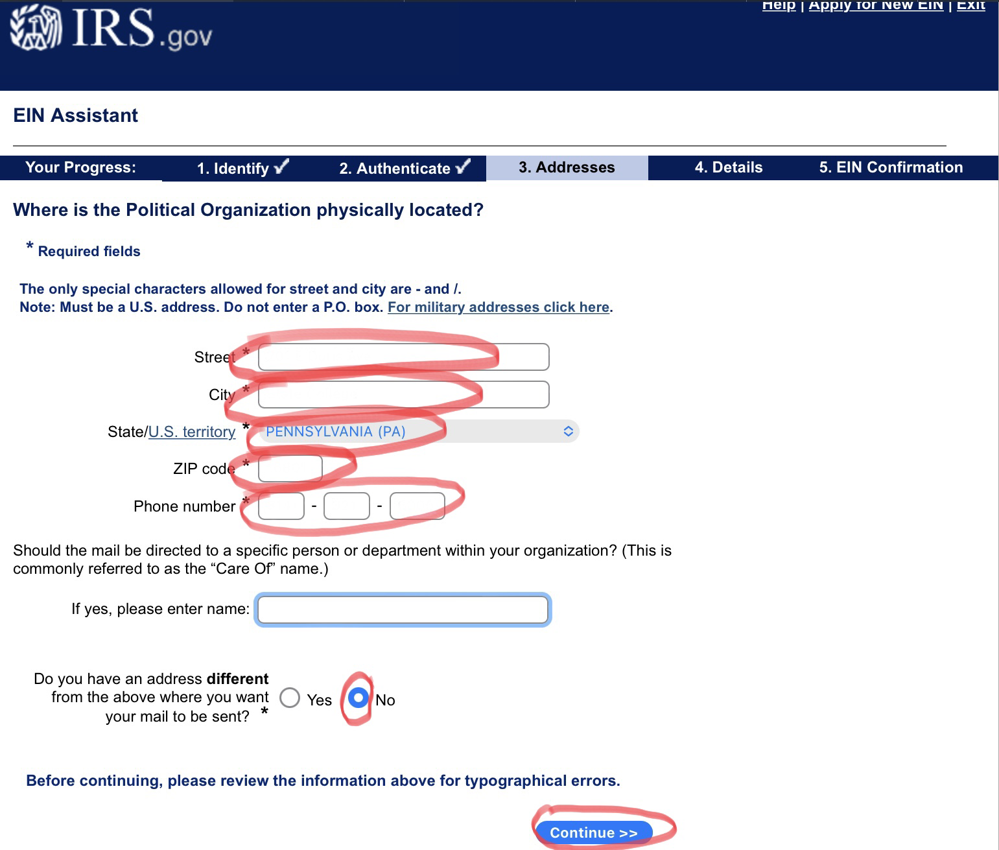 Help | Apply for New EIN | Exit
IRS.gov
EIN Assistant
Your Progress: 1. Identify ✓ 2. Authenticate ✓ 3. Addresses 4. Details 5. EIN Confirmation
Where is the Political Organization physically located?
* Required fields
The only special characters allowed for street and city are - and /.
Note: Must be a U.S. address. Do not enter a P.O. box. For military addresses click here.
Street *
City *
State/U.S. territory * PENNSYLVANIA (PA)
ZIP code *
Phone number * - -
Should the mail be directed to a specific person or department within your organization? (This is
commonly referred to as the “Care Of” name.)
If yes, please enter name:
Do you have an address different
from the above where you want
your mail to be sent? * Yes No
Before continuing, please review the information above for typographical errors.
Continue >>